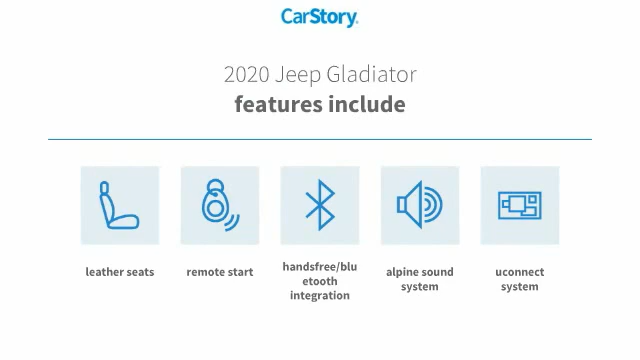 CarStory.
2020 Jeep Gladiator
features include
leather seats
remote start
handsfree/blu
etooth
integration
alpine sound
system
uconnect
system